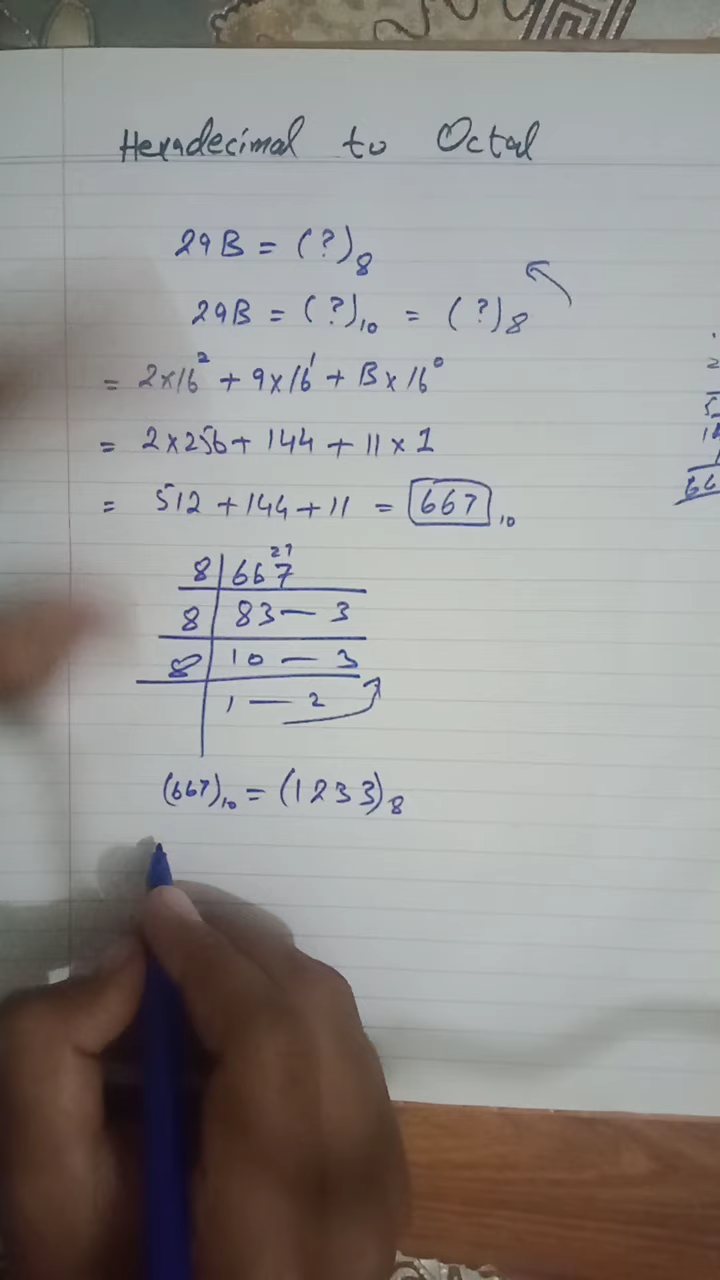 Hexadecimal to Octal
29B = (?)₈
29B = (?)₁₀ = (?)₈
= 2×16² + 9×16¹ + B×16⁰
= 2×256 + 144 + 11×1
= 512 + 144 + 11 = 667 ₁₀
27
8 | 667
8 | 83 — 3
8 | 10 — 3
1 — 2
(667)₁₀ = (1233)₈